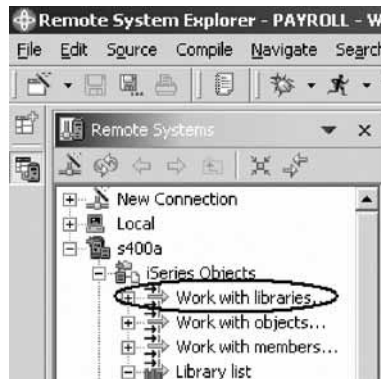 Remote System Explorer - PAYROLL - W
File Edit Source Compile Navigate Search
Remote Systems
New Connection
Local
s400a
iSeries Objects
Work with libraries...
Work with objects...
Work with members...
Library list